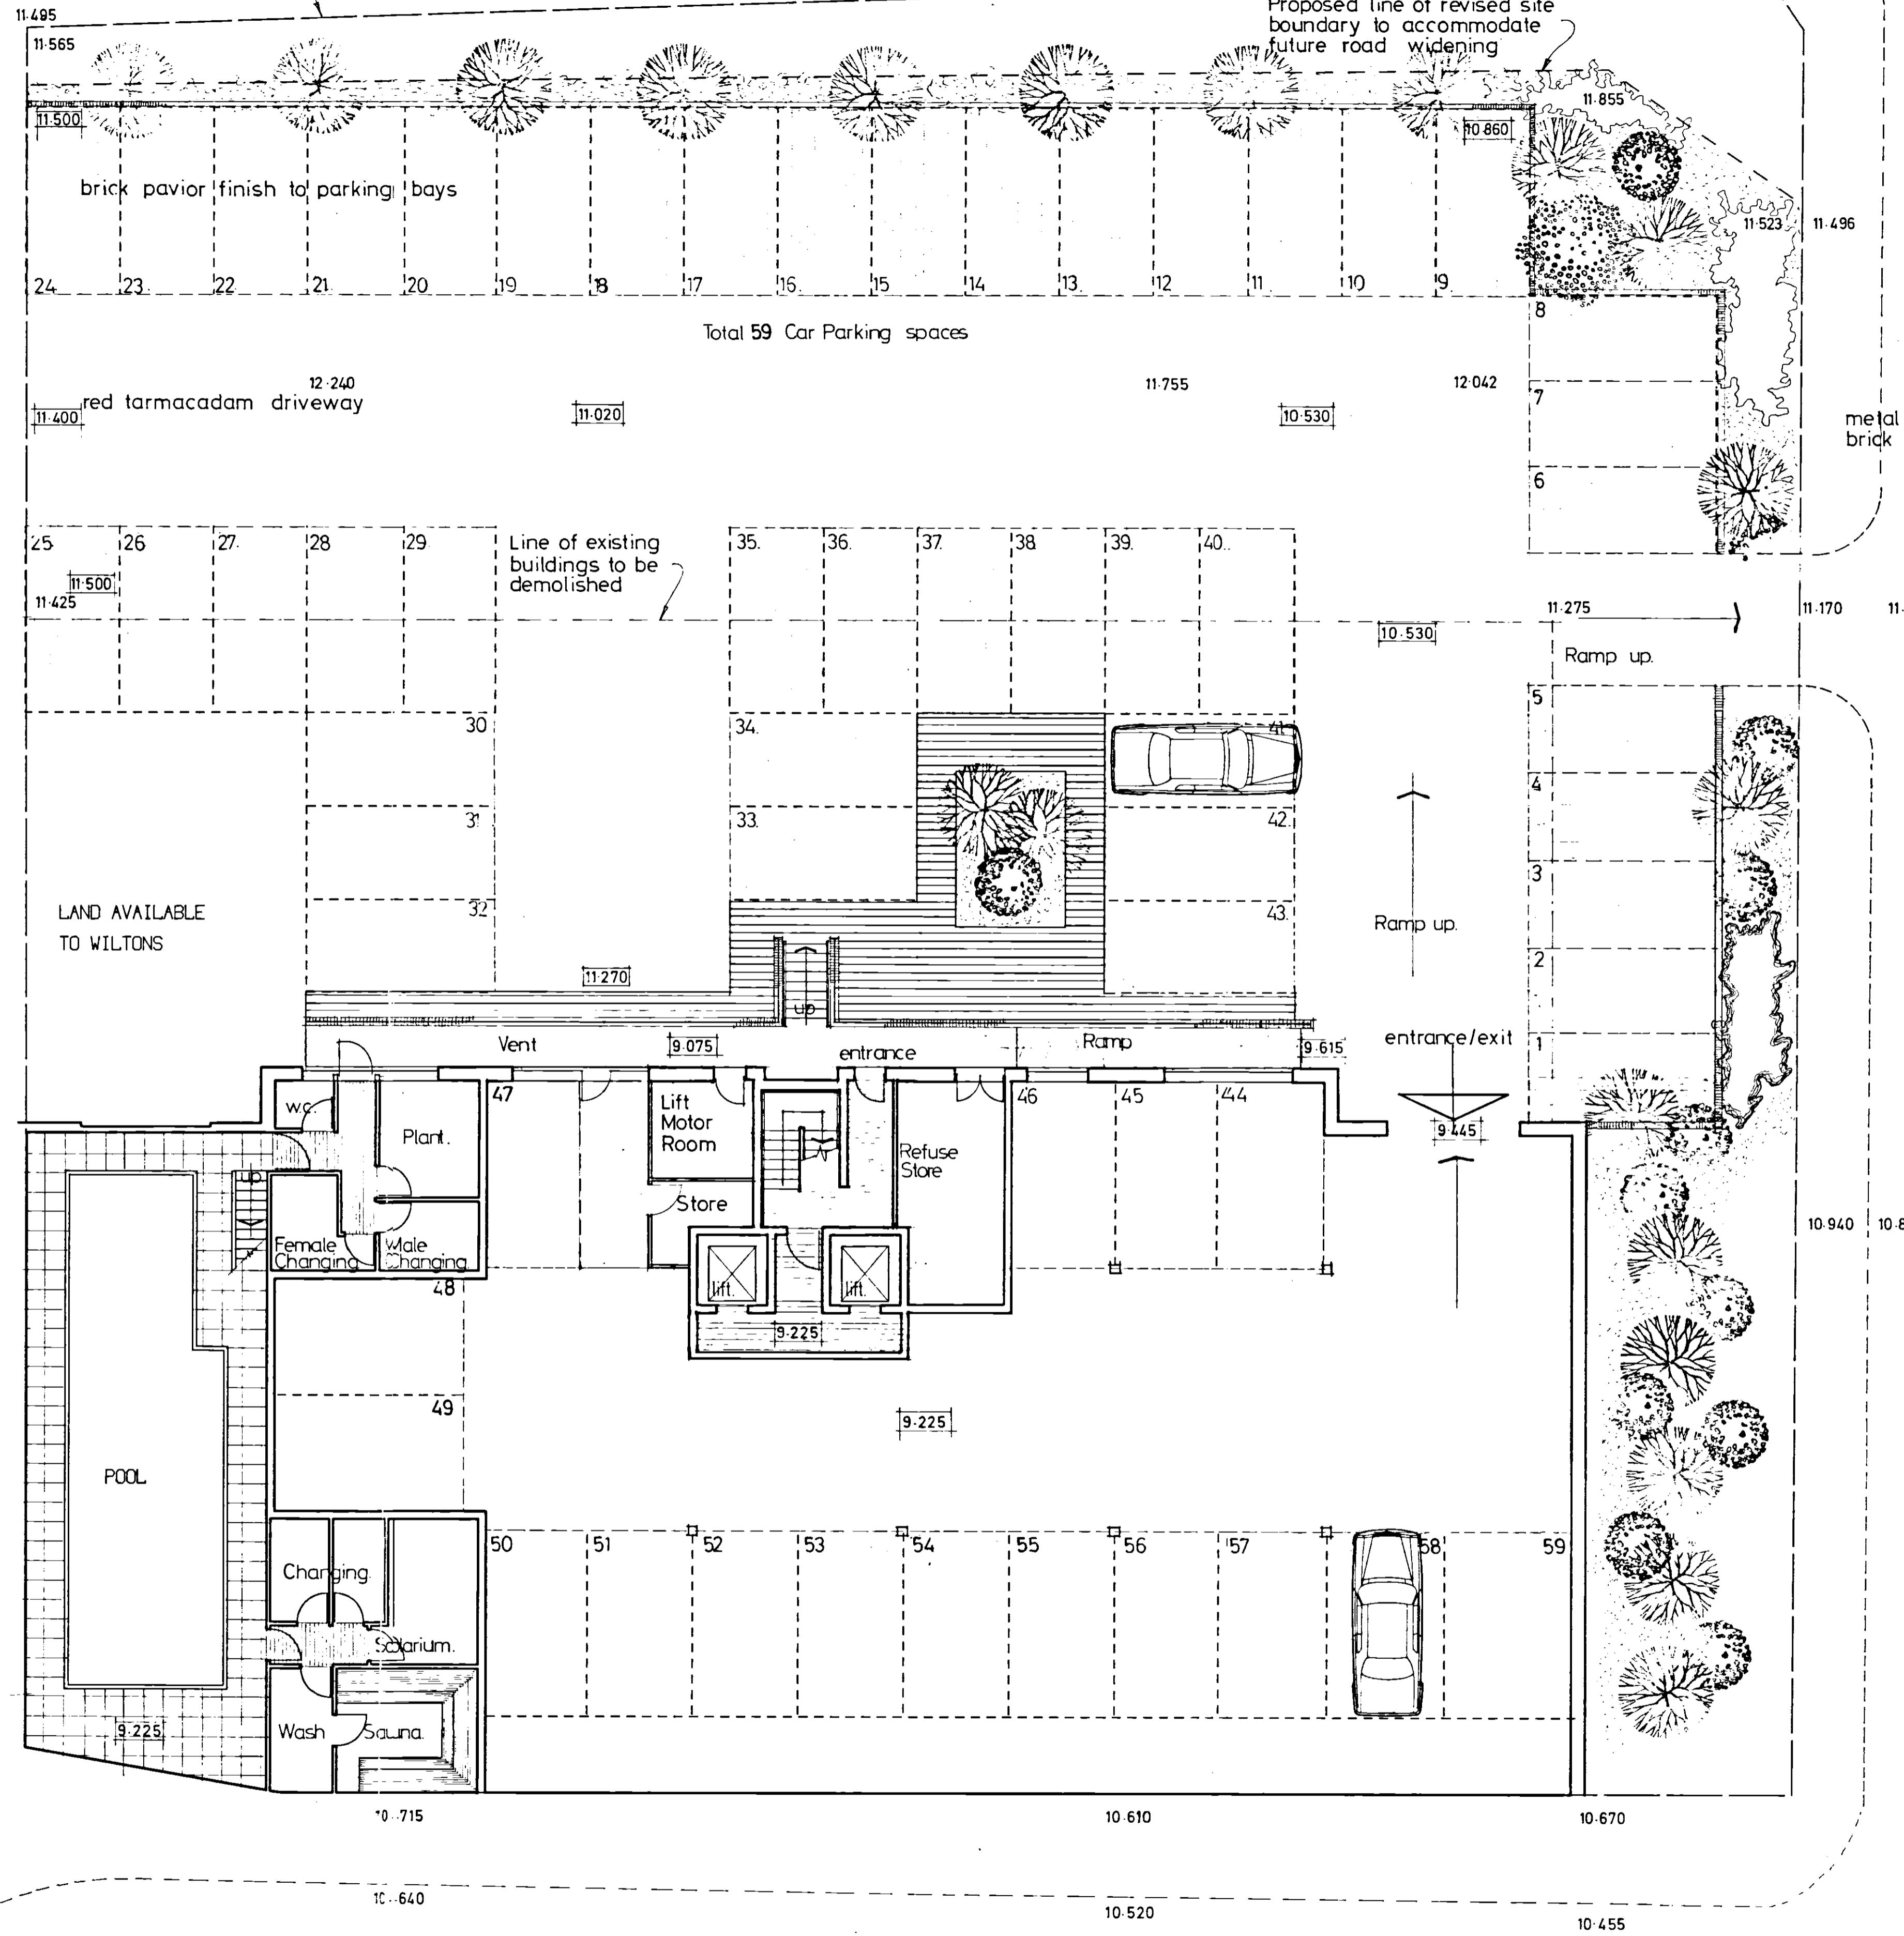 11·495
Proposed line of revised site
boundary to accommodate
future road widening
11·565
11·855
11·500
10·860
brick pavior finish to parking bays
11·523
11·496
24 23. 22 21. 20 19 18 17 16 15 14 13. 12 11 10 9.
8
Total 59 Car Parking spaces
12·240
11·755
12·042
7
red tarmacadam driveway
11·400
11·020
10·530
metal
brick
6
25. 26 27. 28 29.
Line of existing
buildings to be
demolished
35. 36. 37. 38. 39. 40..
11·500
11·425
11·275
11·170
11·
10·530
Ramp up.
5
30
34.
41.
4
31
33.
42.
3
32
43.
LAND AVAILABLE
TO WILTONS
Ramp up.
2
11·270
up
entrance/exit
1
Vent
9·075
entrance
Ramp
9·615
47
46 45 44
w.c.
Plant.
Lift
Motor
Room
Refuse
Store
9·445
up
Store
Female
Changing
Male
Changing
lift.
lift.
10·940
10·8
48
9·225
49
9·225
POOL
50 51 52 53 54 55 56 57 58 59
Changing.
Solarium.
Wash
Sauna.
9·225
10·715
10·610
10·670
10·640
10·520
10·455